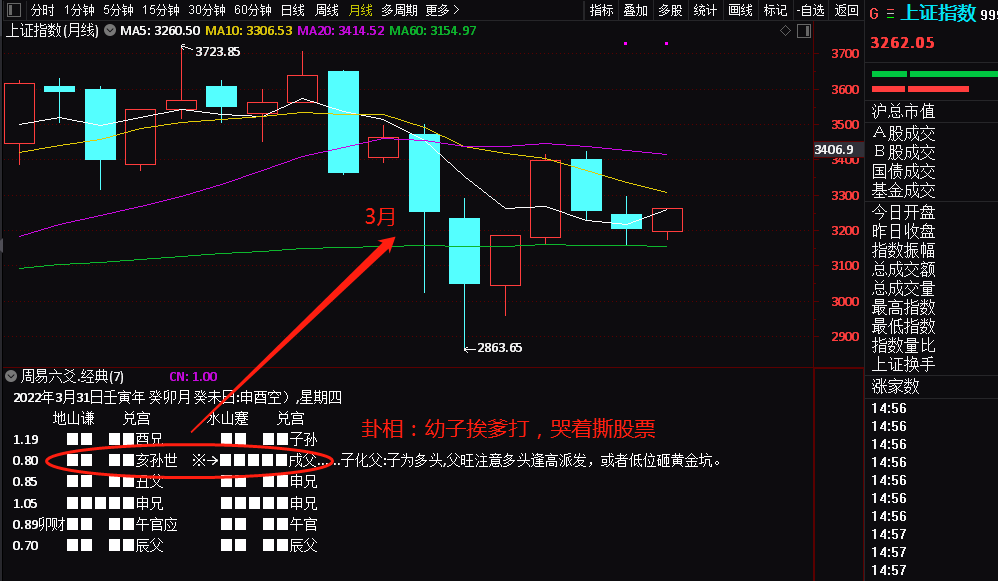 分时 1分钟 5分钟 15分钟 30分钟 60分钟 日线 周线 月线 多周期 更多> 指标 叠加 多股 统计 画线 标记 -自选 返回
G 三 上证指数 999
上证指数(月线) MA5: 3260.50 MA10: 3306.53 MA20: 3414.52 MA60: 3154.97
3262.05
3723.85
3700
3600
3500
3406.9
3400
3300
3200
3100
3000
2900
3月
2863.65
沪总市值
A股成交
B股成交
国债成交
基金成交
今日开盘
昨日收盘
指数振幅
总成交额
总成交量
最高指数
最低指数
指数量比
上证换手
涨家数
14:56
14:56
14:56
14:56
14:56
14:56
14:56
14:57
14:57
14:57
周易六爻.经典(7) CN: 1.00
2022年3月31日壬寅年 癸卯月 癸未日:申酉空〕,星期四
地山谦 兑宫 水山蹇 兑宫
卦相：幼子挨爹打，哭着撕股票
1.19 酉兄 子孙
0.80 亥孙世 ※→ 戌父......子化父:子为多头,父旺注意多头逢高派发，或者低位砸黄金坑。
0.85 丑父 申兄
1.05 申兄 申兄
0.89卯财 午官应 午官
0.70 辰父 辰父